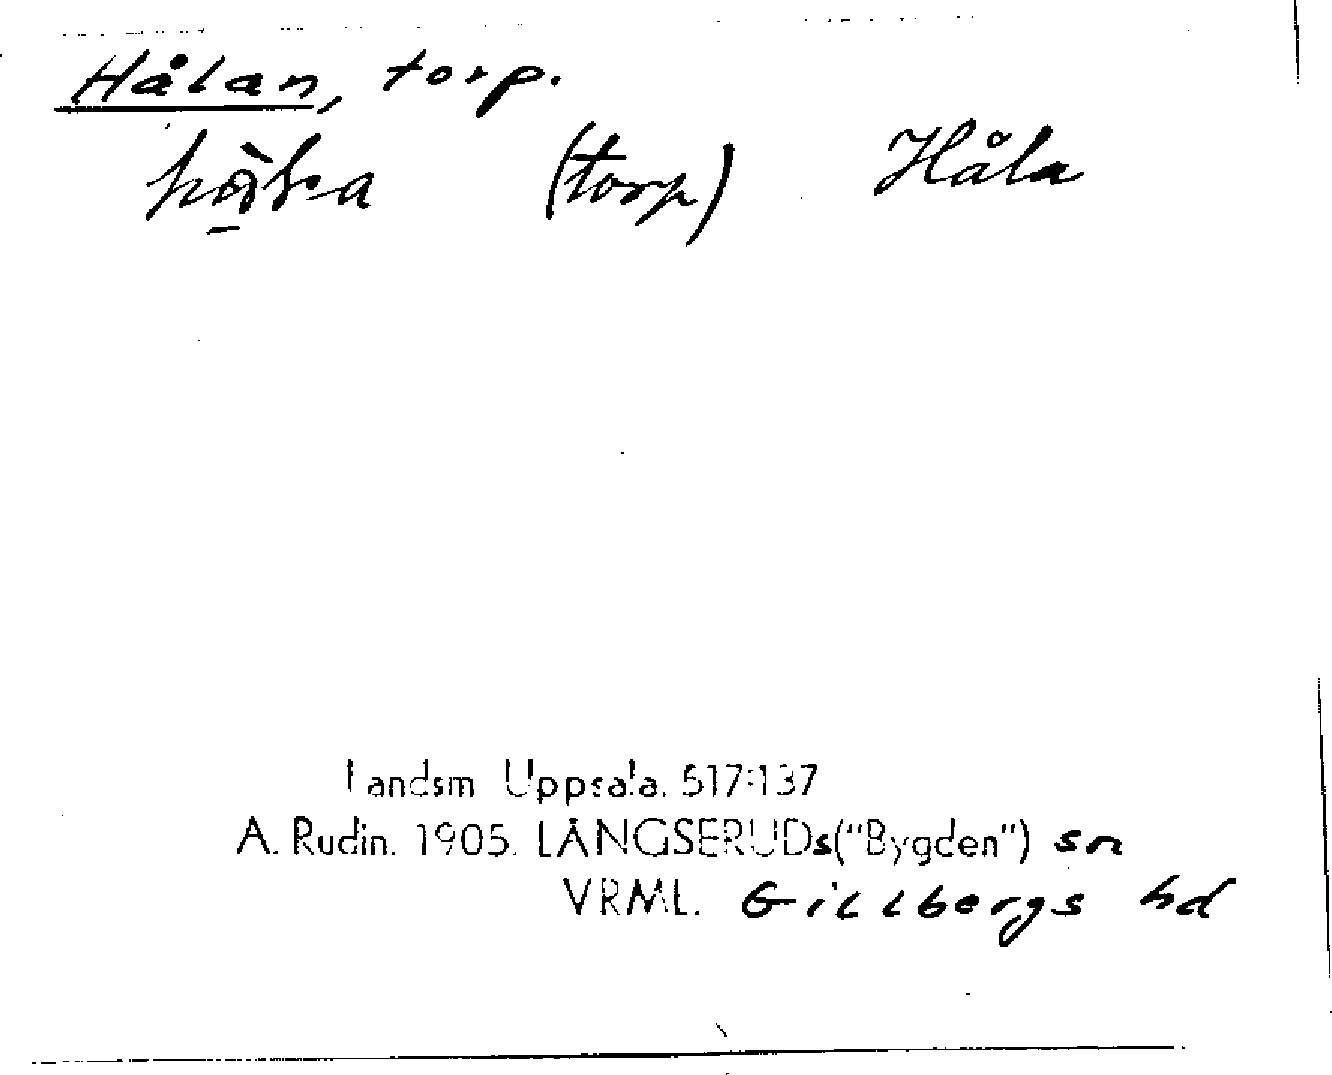 Hålan, torp.
(torp) Håla
Landsm Uppsala. 517:137
A. Rudin. 1905. LÅNGSERUDs("Bygden") sn
VRML. Gillbergs hd